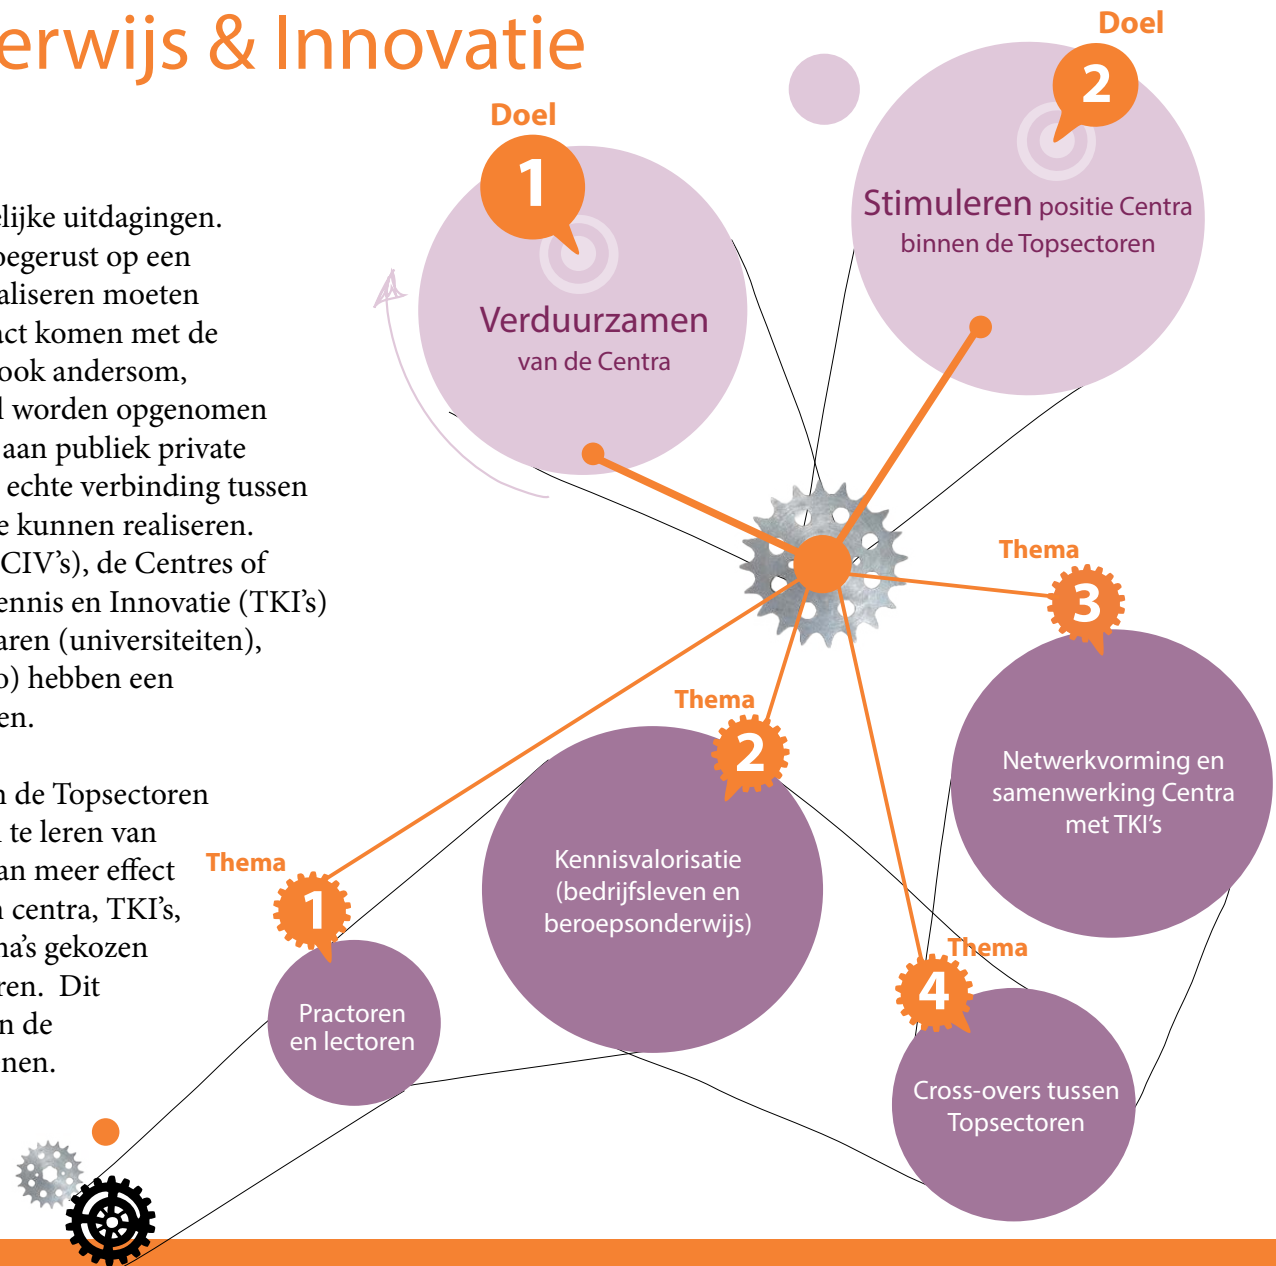 erwijs & Innovatie
elijke uitdagingen.
oegerust op een
aliseren moeten
act komen met de
ook andersom,
l worden opgenomen
aan publiek private
echte verbinding tussen
e kunnen realiseren.
CIV's), de Centres of
ennis en Innovatie (TKI's)
aren (universiteiten),
o) hebben een
en.
n de Topsectoren
n te leren van
an meer effect
n centra, TKI's,
na's gekozen
ren. Dit
n de
enen.
Doel
1
Verduurzamen
van de Centra
Doel
2
Stimuleren positie Centra
binnen de Topsectoren
Thema
1
Practoren
en lectoren
Thema
2
Kennisvalorisatie
(bedrijfsleven en
beroepsonderwijs)
Thema
3
Netwerkvorming en
samenwerking Centra
met TKI's
Thema
4
Cross-overs tussen
Topsectoren